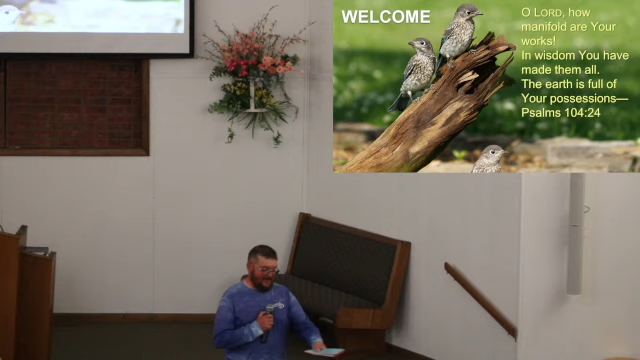 WELCOME
O LORD, how
manifold are Your
works!
In wisdom You have
made them all.
The earth is full of
Your possessions—
Psalms 104:24